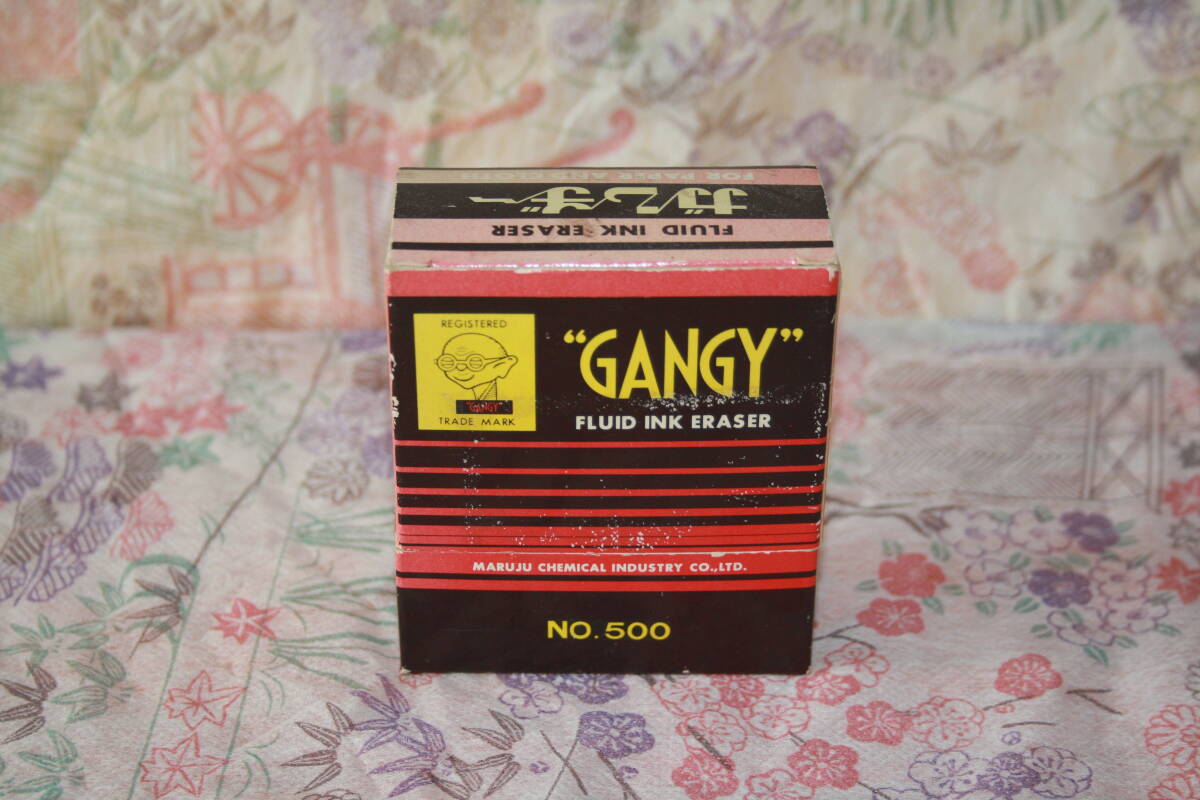 FOR PAPER AND CLOTH
ガンヂー
FLUID INK ERASER
REGISTERED
"GANGY"
TRADE MARK
“GANGY”
FLUID INK ERASER
MARUJU CHEMICAL INDUSTRY CO.,LTD.
NO. 500